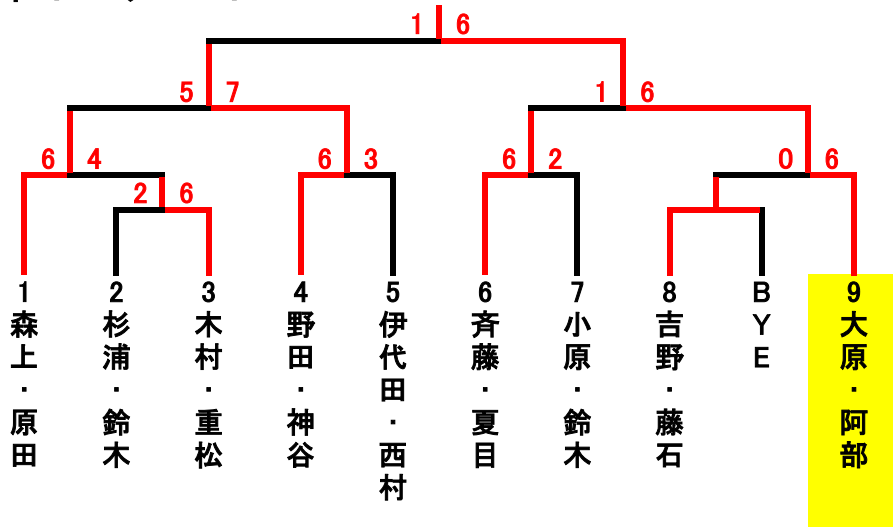 1 6
5 7
1 6
6 4
6 3
6 2
0 6
2 6
1 森上・原田
2 杉浦・鈴木
3 木村・重松
4 野田・神谷
5 伊代田・西村
6 斉藤・夏目
7 小原・鈴木
8 吉野・藤石
BYE
9 大原・阿部